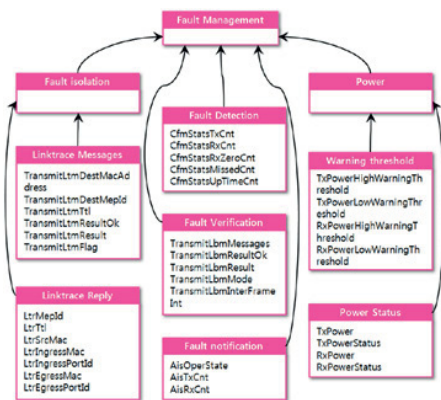 Fault Management
Fault isolation
Power
Fault Detection
CfmStatsTxCnt
CfmStatsRxCnt
CfmStatsRxZeroCnt
CfmStatsMissedCnt
CfmStatsUpTimeCnt
Linktrace Messages
TransmitLtmDestMacAd
dress
TransmitLtmDestMepId
TransmitLtmTtl
TransmitLtmResultOk
TransmitLtmResult
TransmitLtmFlag
Warning threshold
TxPowerHighWarningTh
reshold
TxPowerLowWarningThr
eshold
RxPowerHighWarningT
hreshold
RxPowerLowWarningTh
reshold
Fault Verification
TransmitLbmMessages
TransmitLbmResultOk
TransmitLbmResult
TransmitLbmMode
TransmitLbmInterFrame
Int
Linktrace Reply
LtrMepId
LtrTtl
LtrSrcMac
LtrIngressMac
LtrIngressPortId
LtrEgressMac
LtrEgressPortId
Fault notification
AisOperState
AisTxCnt
AisRxCnt
Power Status
TxPower
TxPowerStatus
RxPower
RxPowerStatus